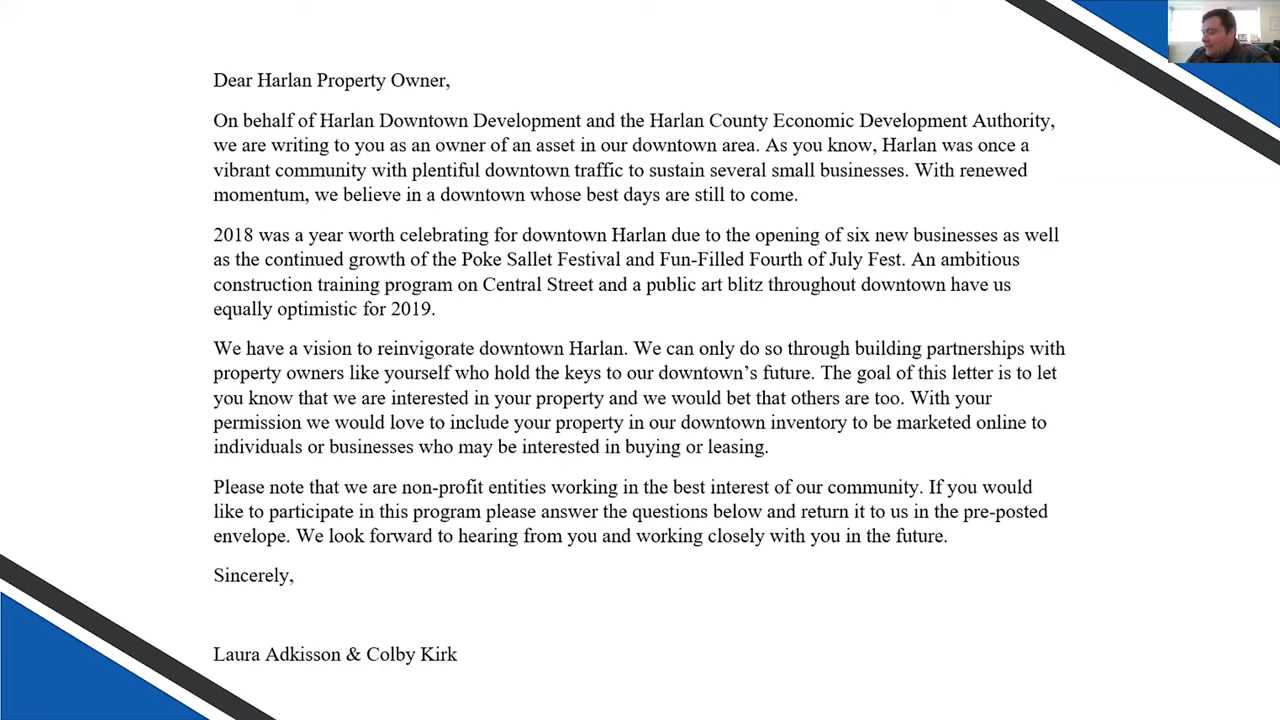 Dear Harlan Property Owner,
On behalf of Harlan Downtown Development and the Harlan County Economic Development Authority,
we are writing to you as an owner of an asset in our downtown area. As you know, Harlan was once a
vibrant community with plentiful downtown traffic to sustain several small businesses. With renewed
momentum, we believe in a downtown whose best days are still to come.
2018 was a year worth celebrating for downtown Harlan due to the opening of six new businesses as well
as the continued growth of the Poke Sallet Festival and Fun-Filled Fourth of July Fest. An ambitious
construction training program on Central Street and a public art blitz throughout downtown have us
equally optimistic for 2019.
We have a vision to reinvigorate downtown Harlan. We can only do so through building partnerships with
property owners like yourself who hold the keys to our downtown’s future. The goal of this letter is to let
you know that we are interested in your property and we would bet that others are too. With your
permission we would love to include your property in our downtown inventory to be marketed online to
individuals or businesses who may be interested in buying or leasing.
Please note that we are non-profit entities working in the best interest of our community. If you would
like to participate in this program please answer the questions below and return it to us in the pre-posted
envelope. We look forward to hearing from you and working closely with you in the future.
Sincerely,
Laura Adkisson & Colby Kirk